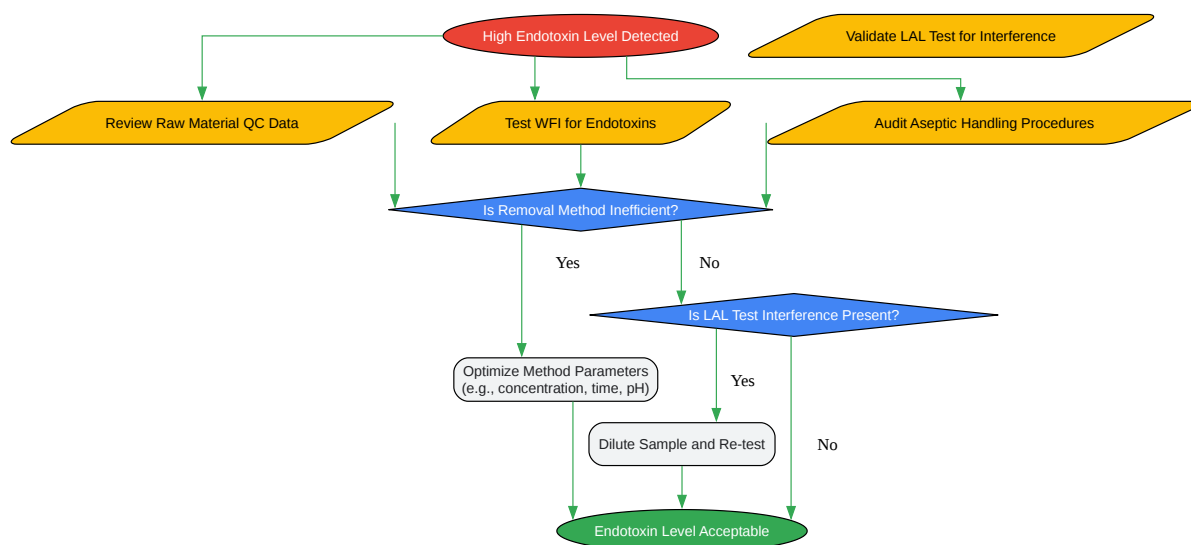 High Endotoxin Level Detected
Validate LAL Test for Interference
Review Raw Material QC Data
Test WFI for Endotoxins
Audit Aseptic Handling Procedures
Is Removal Method Inefficient?
Yes
No
Is LAL Test Interference Present?
Optimize Method Parameters
(e.g., concentration, time, pH)
Yes
Dilute Sample and Re-test
No
Endotoxin Level Acceptable